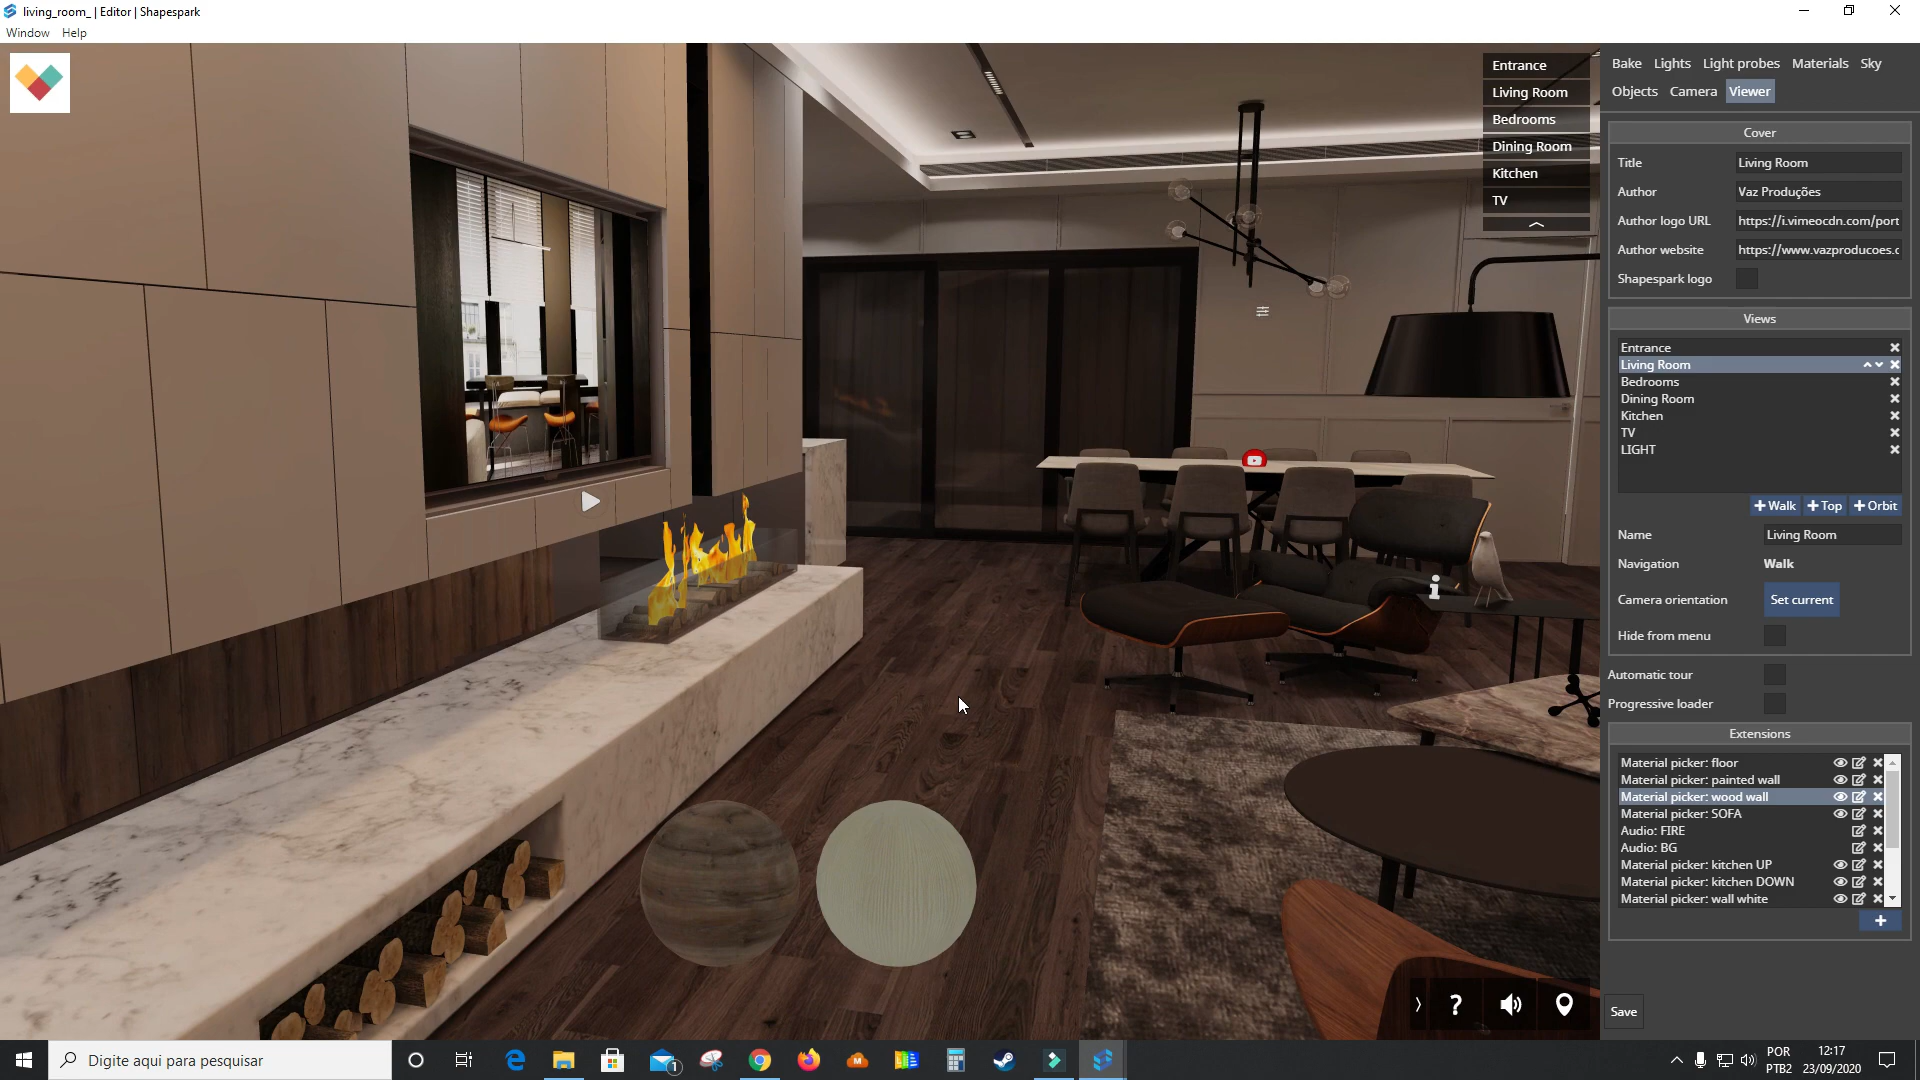 living_room_ | Editor | Shapespark
Window Help
Entrance
Living Room
Bedrooms
Dining Room
Kitchen
TV
Bake Lights Light probes Materials Sky
Objects Camera Viewer
Cover
Title Living Room
Author Vaz Produções
Author logo URL https://i.vimeocdn.com/port
Author website https://www.vazproducoes.c
Shapespark logo
Views
Entrance
Living Room
Bedrooms
Dining Room
Kitchen
TV
LIGHT
+Walk +Top +Orbit
Name Living Room
Navigation Walk
Camera orientation Set current
Hide from menu
Automatic tour
Progressive loader
Extensions
Material picker: floor
Material picker: painted wall
Material picker: wood wall
Material picker: SOFA
Audio: FIRE
Audio: BG
Material picker: kitchen UP
Material picker: kitchen DOWN
Material picker: wall white
+
?
Save
Digite aqui para pesquisar
1
POR
PTB2
12:17
23/09/2020